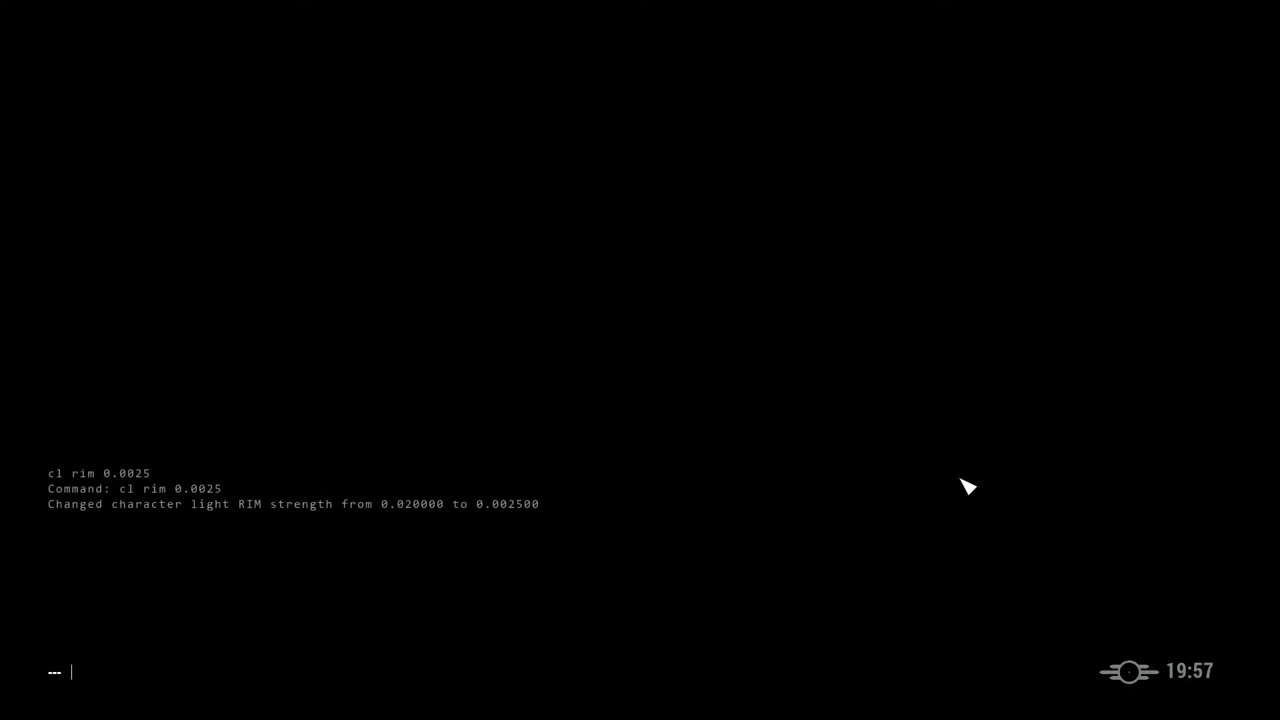 cl rim 0.0025
Command: cl rim 0.0025
Changed character light RIM strength from 0.020000 to 0.002500
---
19:57